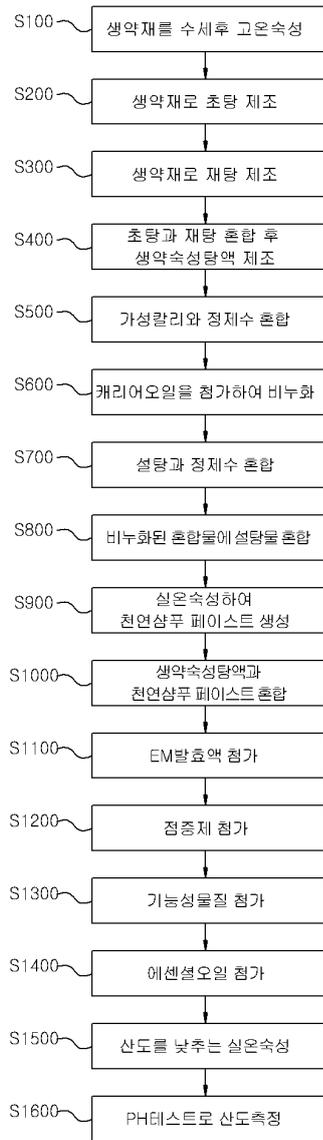 S100
생약재를 수세후 고온숙성
S200
생약재로 초탕 제조
S300
생약재로 재탕 제조
S400
초탕과 재탕 혼합 후
생약숙성탕액 제조
S500
가성칼리와 정제수 혼합
S600
캐리어오일을 첨가하여 비누화
S700
설탕과 정제수 혼합
S800
비누화된 혼합물에 설탕물 혼합
S900
실온숙성하여
천연샴푸 페이스트 생성
S1000
생약숙성탕액과
천연샴푸 페이스트 혼합
S1100
EM발효액 첨가
S1200
점증제 첨가
S1300
기능성물질 첨가
S1400
에센셜오일 첨가
S1500
산도를 낮추는 실온숙성
S1600
PH테스트로 산도측정